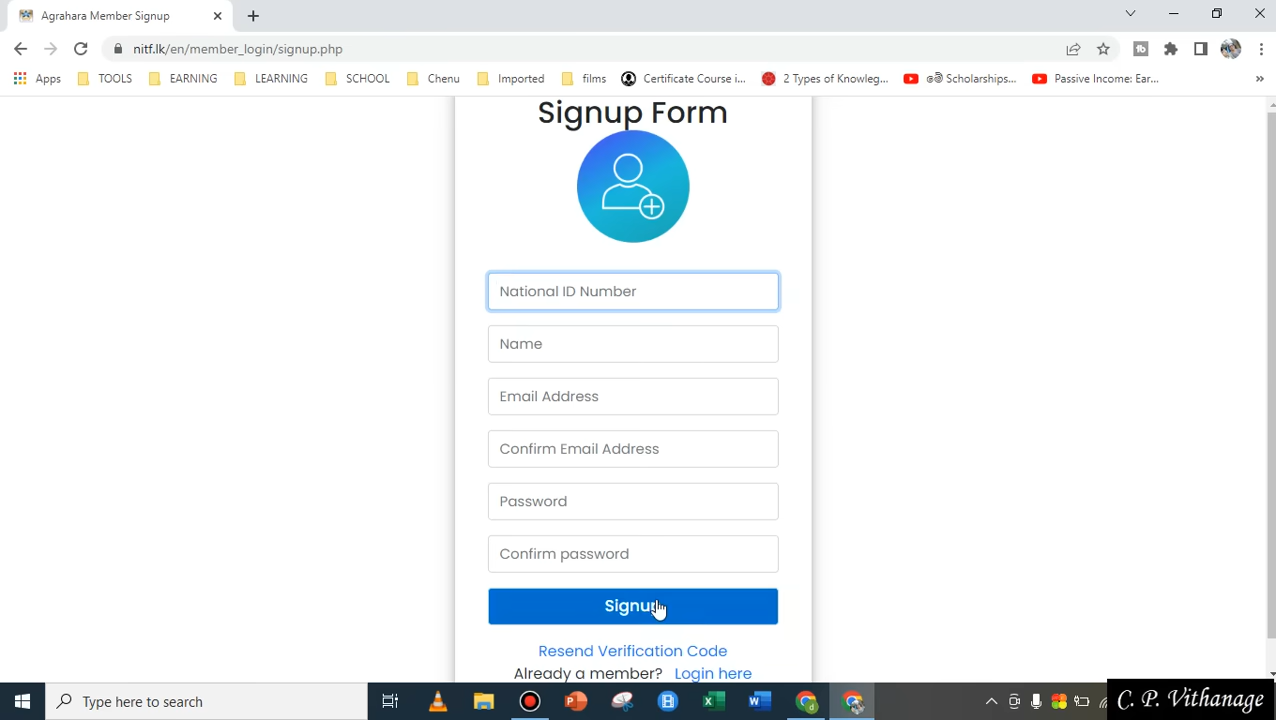 Agrahara Member Signup
nitf.lk/en/member_login/signup.php
Apps TOOLS EARNING LEARNING SCHOOL Chenu Imported films Certificate Course i... 2 Types of Knowleg... Scholarships... Passive Income: Ear... »
Signup Form
National ID Number
Name
Email Address
Confirm Email Address
Password
Confirm password
Signup
Resend Verification Code
Already a member? Login here
Type here to search
C. P. Vithanage